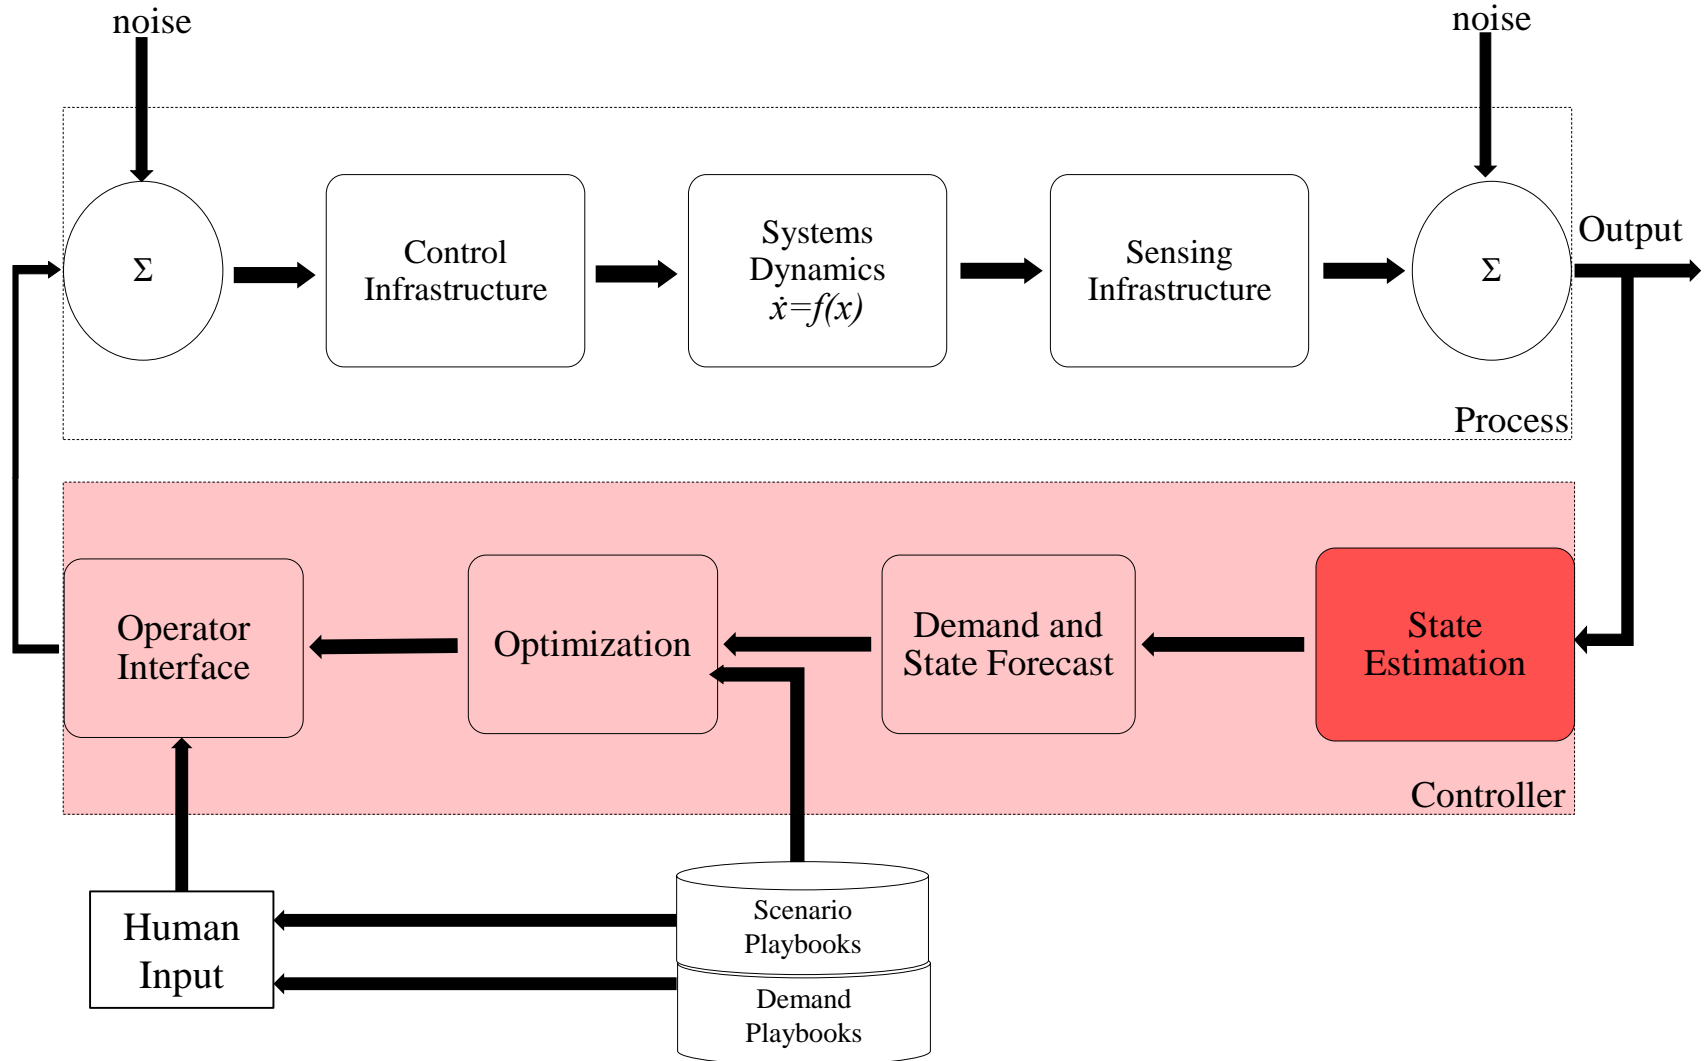 noise
noise
Σ
Control
Infrastructure
Systems
Dynamics
ẋ=f(x)
Sensing
Infrastructure
Σ
Output
Process
Operator
Interface
Optimization
Demand and
State Forecast
State
Estimation
Controller
Human
Input
Scenario
Playbooks
Demand
Playbooks